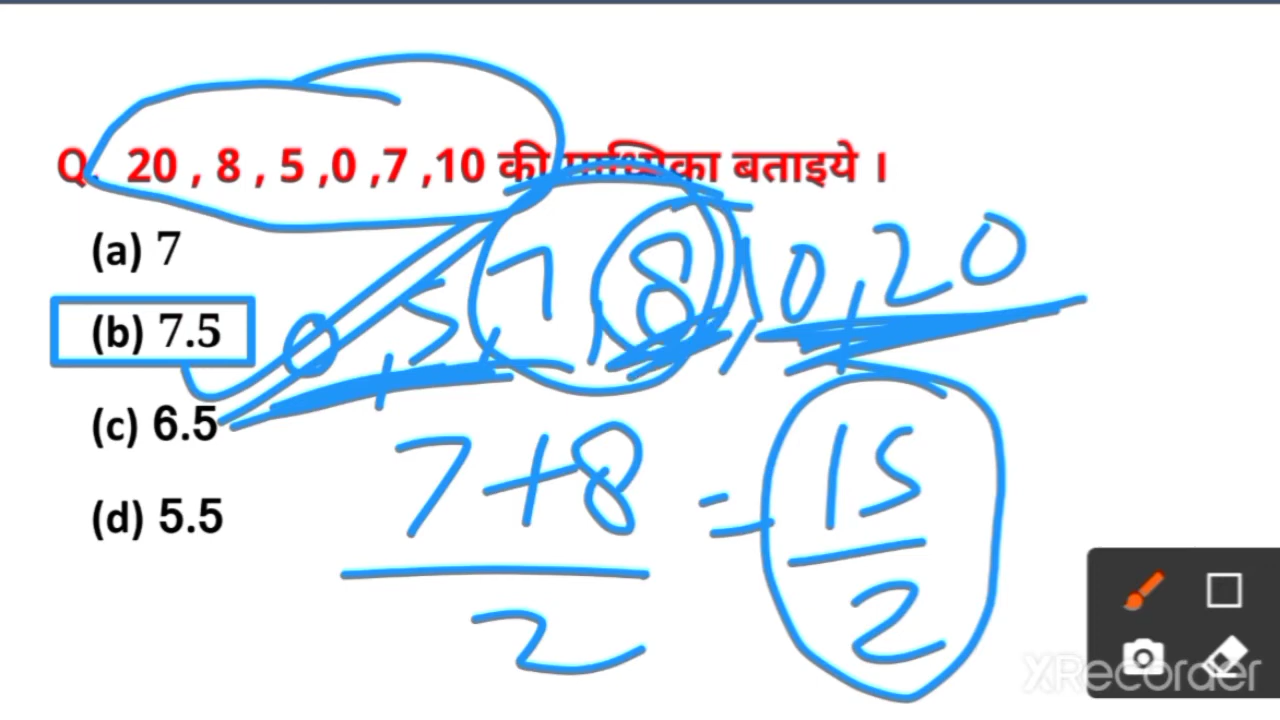 Q. 20 , 8 , 5 ,0 ,7 ,10 की माध्यिका बताइये ।
(a) 7
(b) 7.5
0, 5, 7, 8, 10, 20
(c) 6.5
7+8 = 15
2 2
(d) 5.5
XRecorder